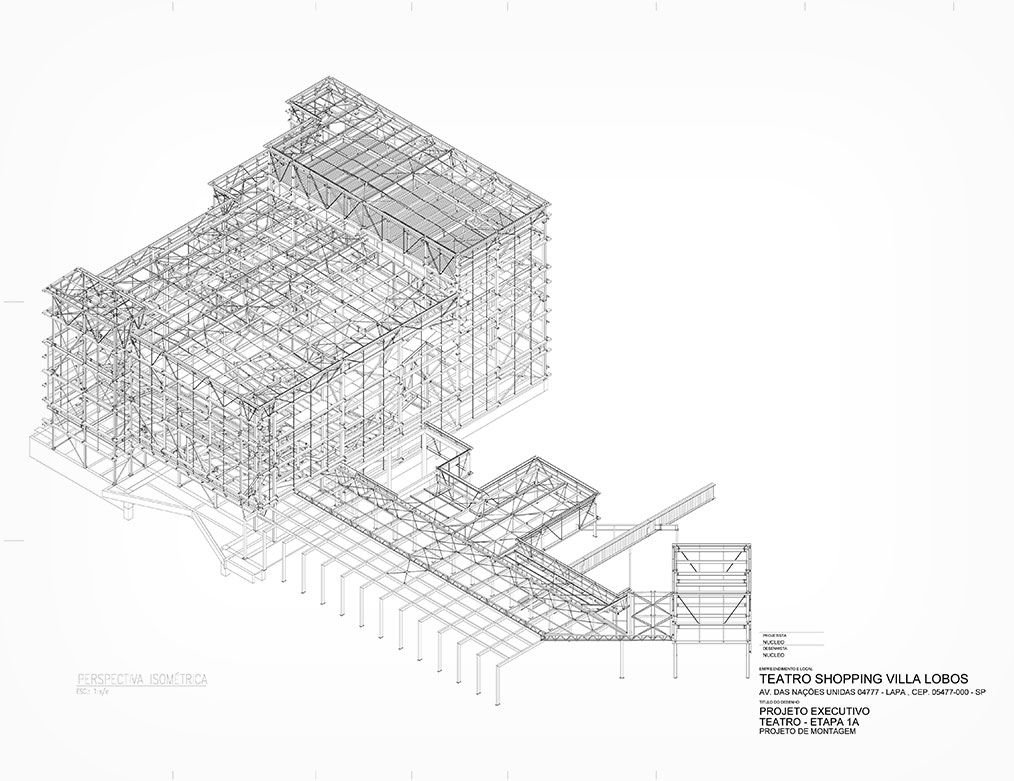 PERSPECTIVA ISOMÉTRICA
ESC.: 1:s/e
PROJETISTA
NUCLEO
DESENHISTA
NUCLEO
EMPREENDIMENTO E LOCAL
TEATRO SHOPPING VILLA LOBOS
AV. DAS NAÇÕES UNIDAS 04777 - LAPA , CEP. 05477-000 - SP
TITULO DO DESENHO
PROJETO EXECUTIVO
TEATRO - ETAPA 1A
PROJETO DE MONTAGEM